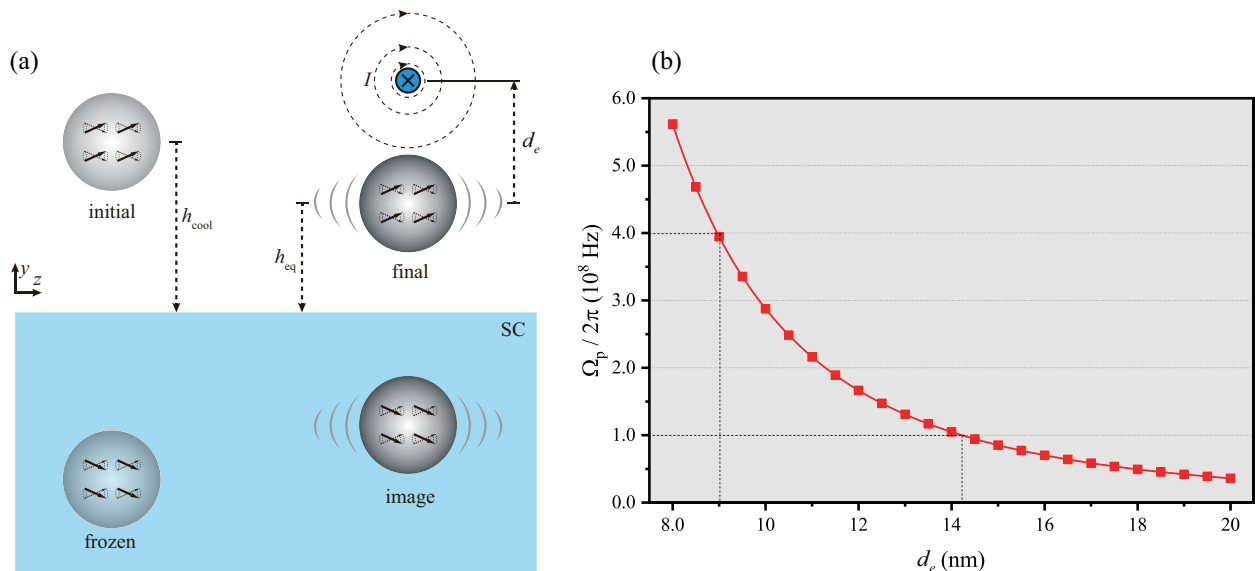 (a)
I
d_e
initial
h_cool
h_eq
final
y
z
SC
image
frozen
(b)
6.0
5.0
4.0
3.0
2.0
1.0
0.0
Ω_p / 2π (10^8 Hz)
8.0 10 12 14 16 18 20
d_e (nm)